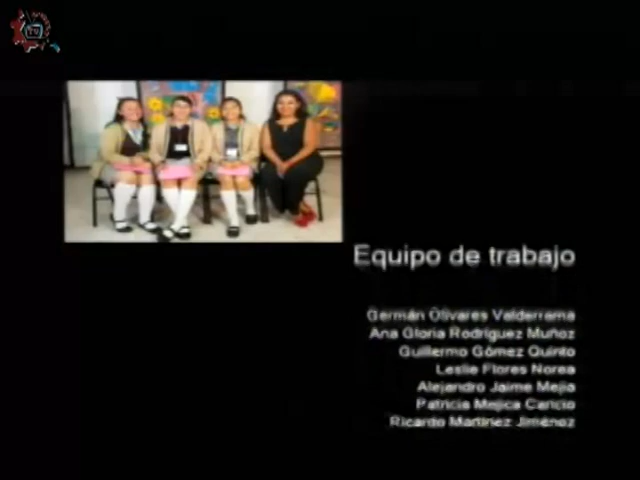 TV
Equipo de trabajo
Germán Olivares Valderrama
Ana Gloria Rodríguez Muñoz
Guillermo Gómez Quinto
Leslie Flores Norea
Alejandro Jaime Mejía
Patricia Mejica Cancio
Ricardo Martínez Jiménez